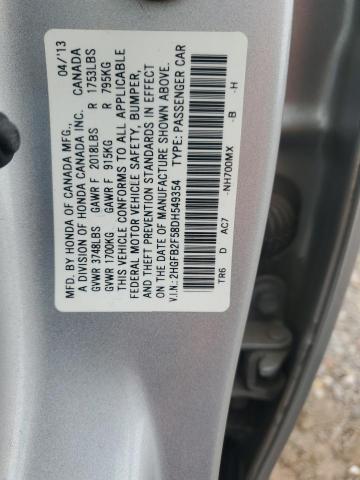 MFD. BY HONDA OF CANADA MFG., 04/'13
A DIVISION OF HONDA CANADA INC. CANADA
GVWR 3748LBS GAWR F 2018LBS R 1753LBS
GVWR 1700KG GAWR F 915KG R 795KG
THIS VEHICLE CONFORMS TO ALL APPLICABLE
FEDERAL MOTOR VEHICLE SAFETY, BUMPER,
AND THEFT PREVENTION STANDARDS IN EFFECT
ON THE DATE OF MANUFACTURE SHOWN ABOVE.
V.I.N.: 2HGFB2F58DH549354 TYPE: PASSENGER CAR
TR6 D AC7 -NH700MX -B -H